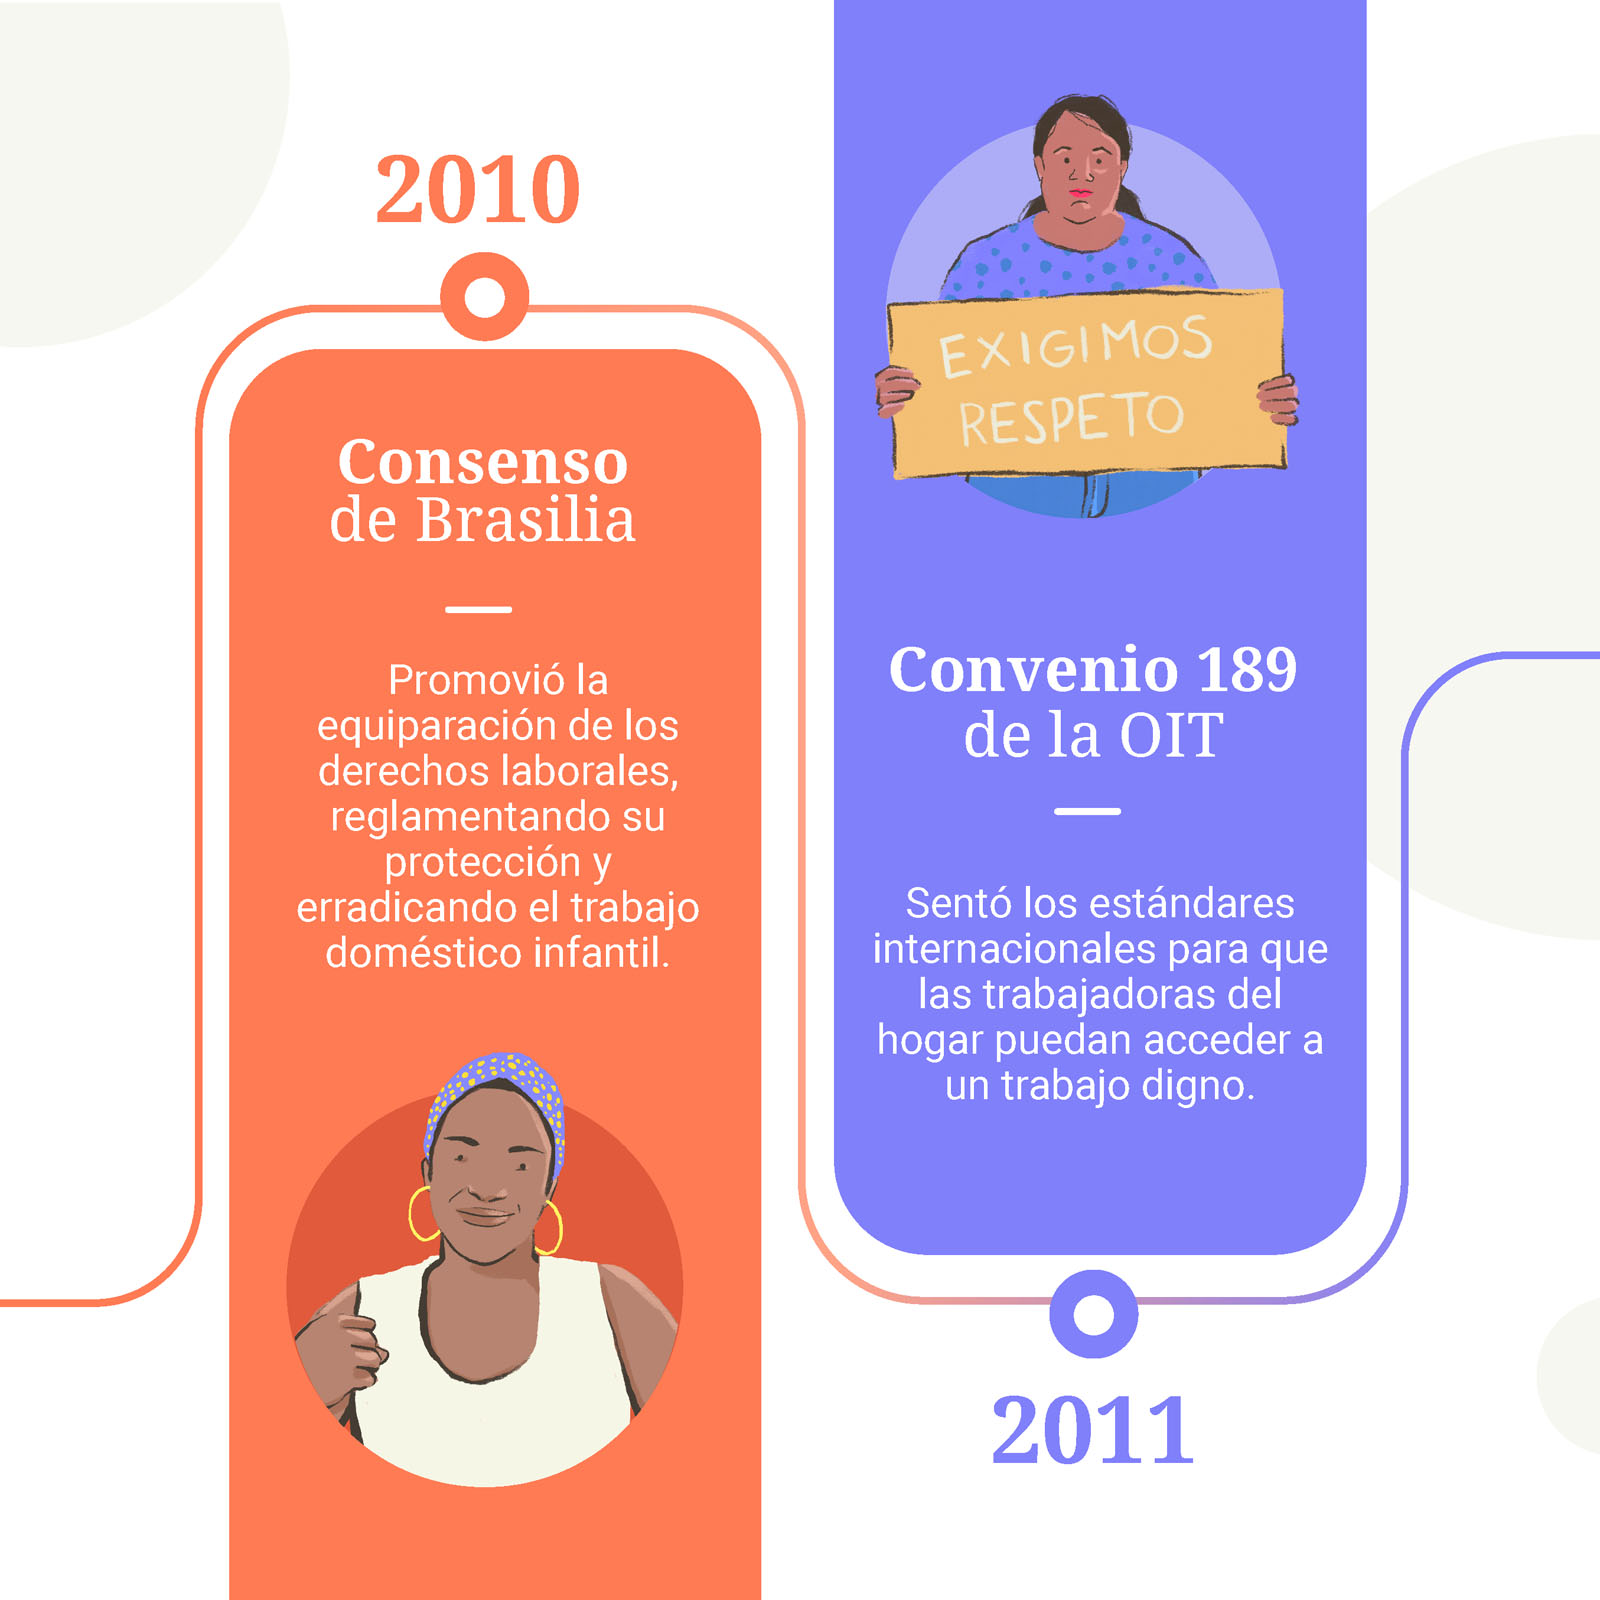 2010
Consenso
de Brasilia
Promovió la
equiparación de los
derechos laborales,
reglamentando su
protección y
erradicando el trabajo
doméstico infantil.
EXIGIMOS
RESPETO
Convenio 189
de la OIT
Sentó los estándares
internacionales para que
las trabajadoras del
hogar puedan acceder a
un trabajo digno.
2011